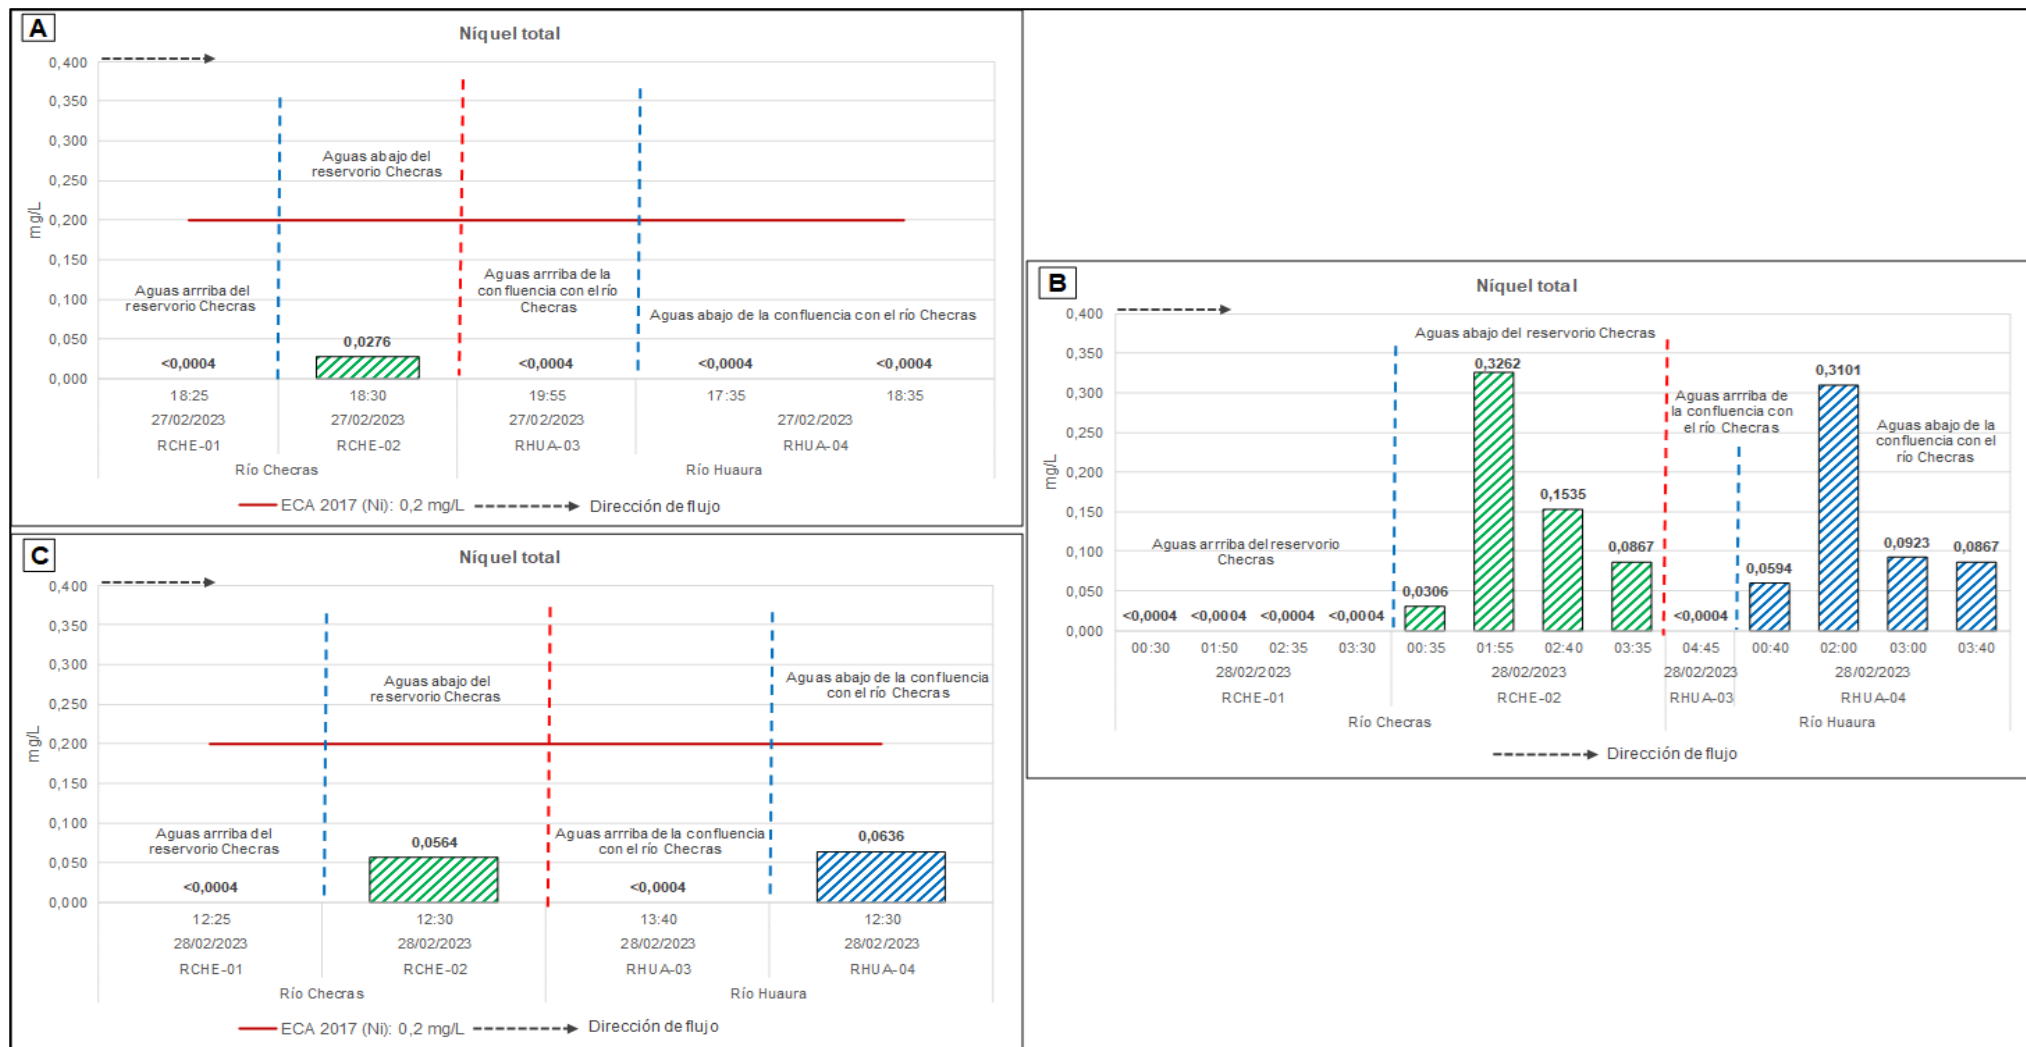 A
Níquel total
0,400
0,350
0,300
0,250
0,200
0,150
0,100
0,050
0,000
mg/L
Aguas arrriba del
reservorio Checras
Aguas abajo del
reservorio Checras
Aguas arrriba de la
confluencia con el río
Checras
Aguas abajo de la confluencia con el río Checras
<0,0004
0,0276
<0,0004
<0,0004
<0,0004
18:25
18:30
19:55
17:35
18:35
27/02/2023
27/02/2023
27/02/2023
27/02/2023
RCHE-01
RCHE-02
RHUA-03
RHUA-04
Río Checras
Río Huaura
ECA 2017 (Ni): 0,2 mg/L
Dirección de flujo
B
Níquel total
0,400
0,350
0,300
0,250
0,200
0,150
0,100
0,050
0,000
mg/L
Aguas arrriba del reservorio
Checras
Aguas abajo del reservorio Checras
Aguas arrriba de
la confluencia con
el río Checras
Aguas abajo de la
confluencia con el
río Checras
<0,0004
<0,0004
<0,0004
<0,0004
0,0306
0,3262
0,1535
0,0867
<0,0004
0,0594
0,3101
0,0923
0,0867
00:30
01:50
02:35
03:30
00:35
01:55
02:40
03:35
04:45
00:40
02:00
03:00
03:40
28/02/2023
28/02/2023
28/02/2023
28/02/2023
RCHE-01
RCHE-02
RHUA-03
RHUA-04
Río Checras
Río Huaura
Dirección de flujo
C
Níquel total
0,400
0,350
0,300
0,250
0,200
0,150
0,100
0,050
0,000
mg/L
Aguas arrriba del
reservorio Checras
Aguas abajo del
reservorio Checras
Aguas arrriba de la confluencia
con el río Checras
Aguas abajo de la confluencia
con el río Checras
<0,0004
0,0564
<0,0004
0,0636
12:25
12:30
13:40
12:30
28/02/2023
28/02/2023
28/02/2023
28/02/2023
RCHE-01
RCHE-02
RHUA-03
RHUA-04
Río Checras
Río Huaura
ECA 2017 (Ni): 0,2 mg/L
Dirección de flujo